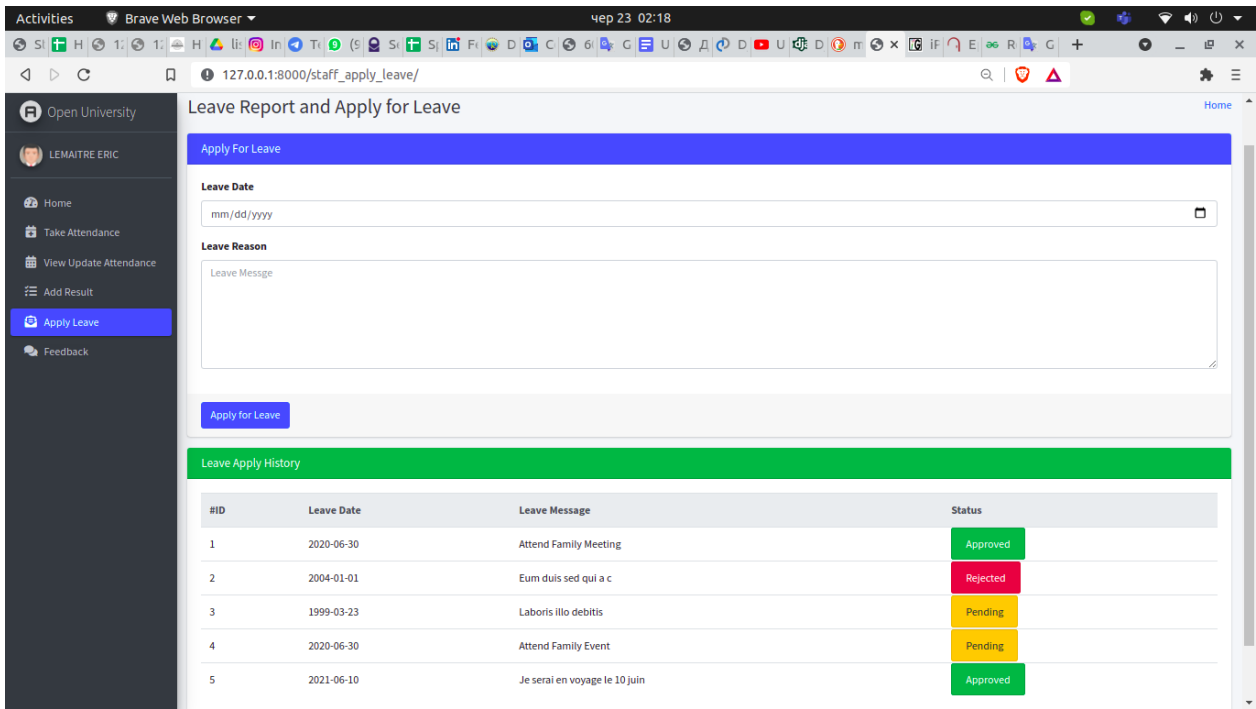 Activities Brave Web Browser чер 23 02:18
127.0.0.1:8000/staff_apply_leave/
Open University
LEMAITRE ERIC
Home
Take Attendance
View Update Attendance
Add Result
Apply Leave
Feedback
Leave Report and Apply for Leave Home
Apply For Leave
Leave Date
mm/dd/yyyy
Leave Reason
Leave Messge
Apply for Leave
Leave Apply History
#ID Leave Date Leave Message Status
1 2020-06-30 Attend Family Meeting Approved
2 2004-01-01 Eum duis sed qui a c Rejected
3 1999-03-23 Laboris illo debitis Pending
4 2020-06-30 Attend Family Event Pending
5 2021-06-10 Je serai en voyage le 10 juin Approved